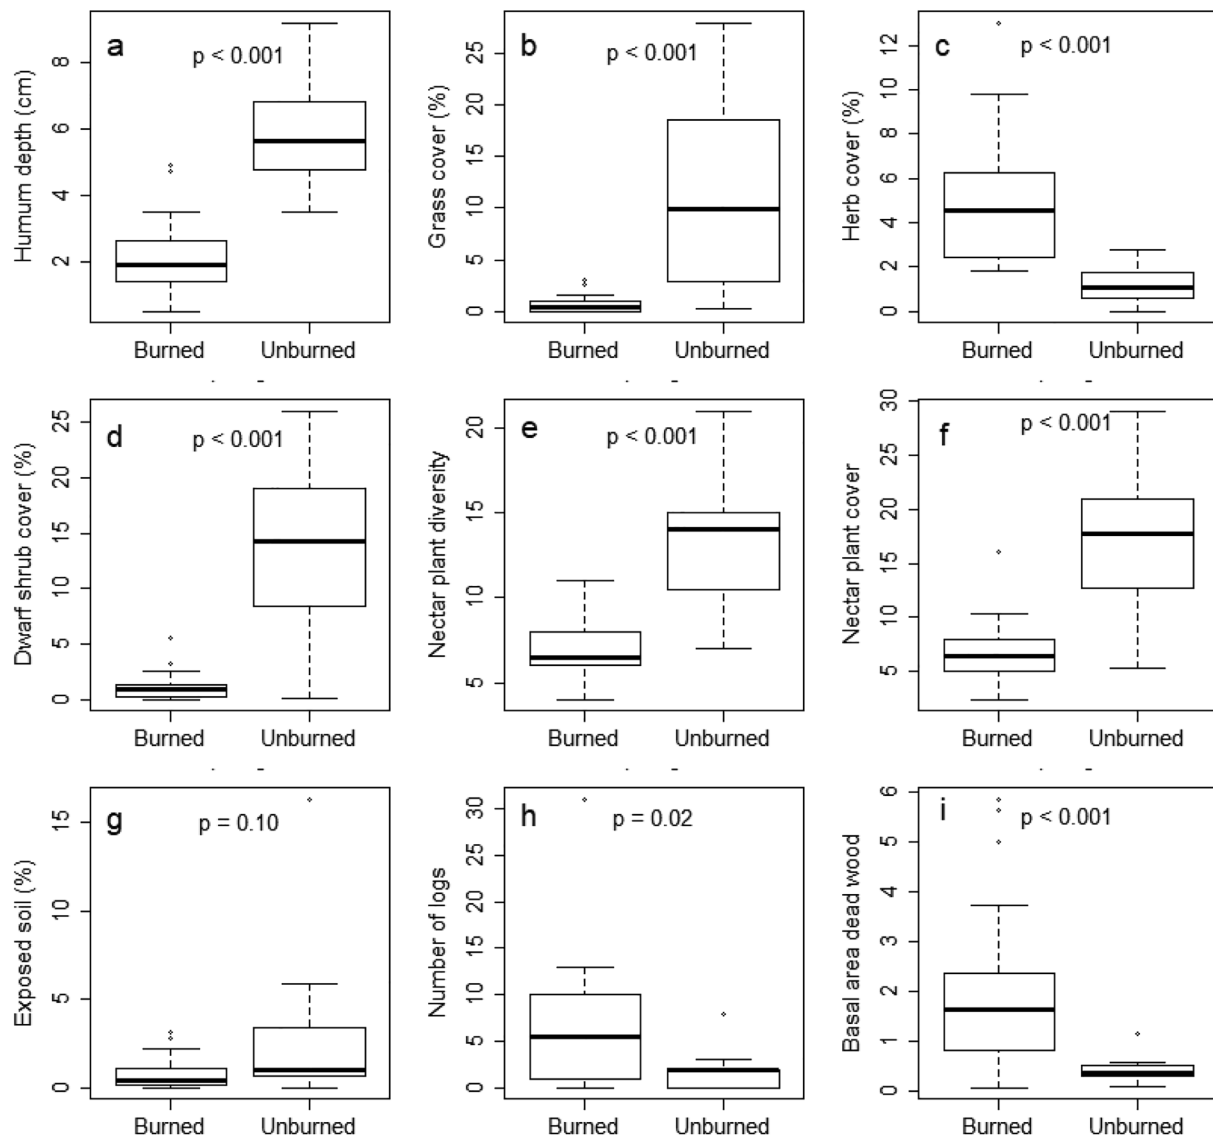 a
p < 0.001
Humum depth (cm)
8
6
4
2
Burned
Unburned
b
p < 0.001
Grass cover (%)
25
20
15
10
5
0
Burned
Unburned
c
p < 0.001
Herb cover (%)
12
10
8
6
4
2
0
Burned
Unburned
d
p < 0.001
Dwarf shrub cover (%)
25
20
15
10
5
0
Burned
Unburned
e
p < 0.001
Nectar plant diversity
20
15
10
5
Burned
Unburned
f
p < 0.001
Nectar plant cover
30
25
20
15
10
5
Burned
Unburned
g
p = 0.10
Exposed soil (%)
15
10
5
0
Burned
Unburned
h
p = 0.02
Number of logs
30
25
20
15
10
5
0
Burned
Unburned
i
p < 0.001
Basal area dead wood
6
5
4
3
2
1
0
Burned
Unburned